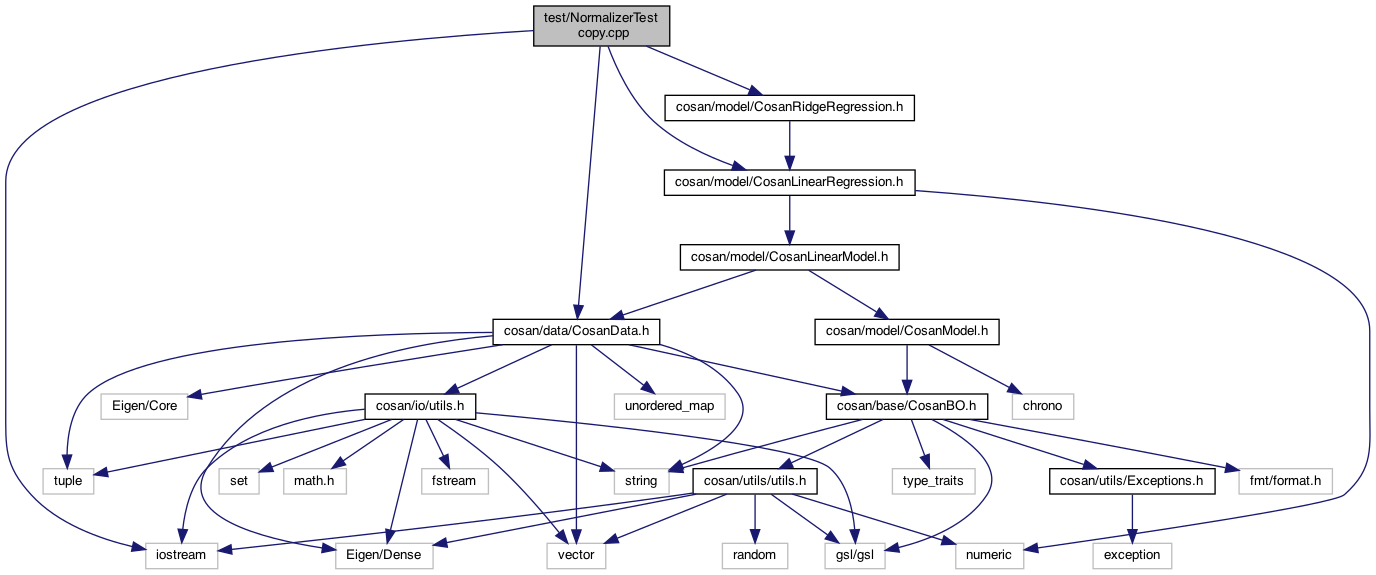 test/NormalizerTest
copy.cpp
cosan/model/CosanRidgeRegression.h
cosan/model/CosanLinearRegression.h
cosan/model/CosanLinearModel.h
cosan/data/CosanData.h
cosan/model/CosanModel.h
Eigen/Core
cosan/io/utils.h
unordered_map
cosan/base/CosanBO.h
chrono
tuple
set
math.h
fstream
string
cosan/utils/utils.h
type_traits
cosan/utils/Exceptions.h
fmt/format.h
iostream
Eigen/Dense
vector
random
gsl/gsl
numeric
exception